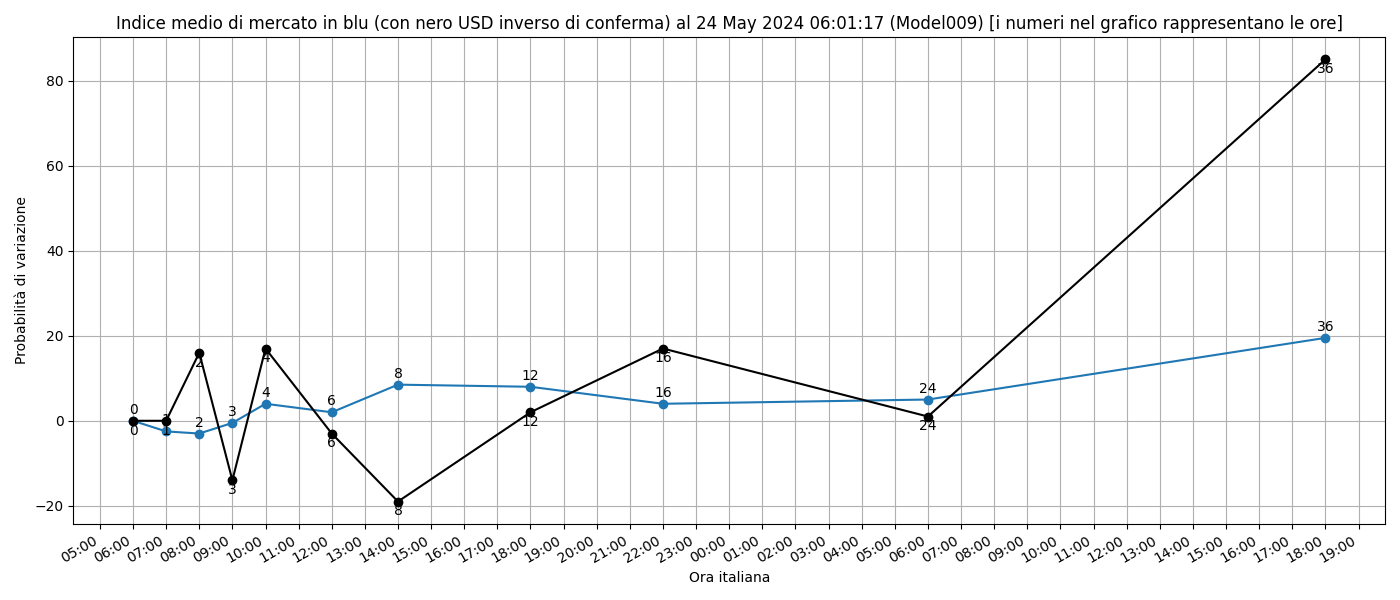 Indice medio di mercato in blu (con nero USD inverso di conferma) al 24 May 2024 06:01:17 (Model009) [i numeri nel grafico rappresentano le ore]
Probabilità di variazione
80
60
40
20
0
−20
0 1 2 3 4 6 8 12 16 24 36
0 1 2 3 4 6 8 12 16 24 36
05:00 06:00 07:00 08:00 09:00 10:00 11:00 12:00 13:00 14:00 15:00 16:00 17:00 18:00 19:00 20:00 21:00 22:00 23:00 00:00 01:00 02:00 03:00 04:00 05:00 06:00 07:00 08:00 09:00 10:00 11:00 12:00 13:00 14:00 15:00 16:00 17:00 18:00 19:00
Ora italiana